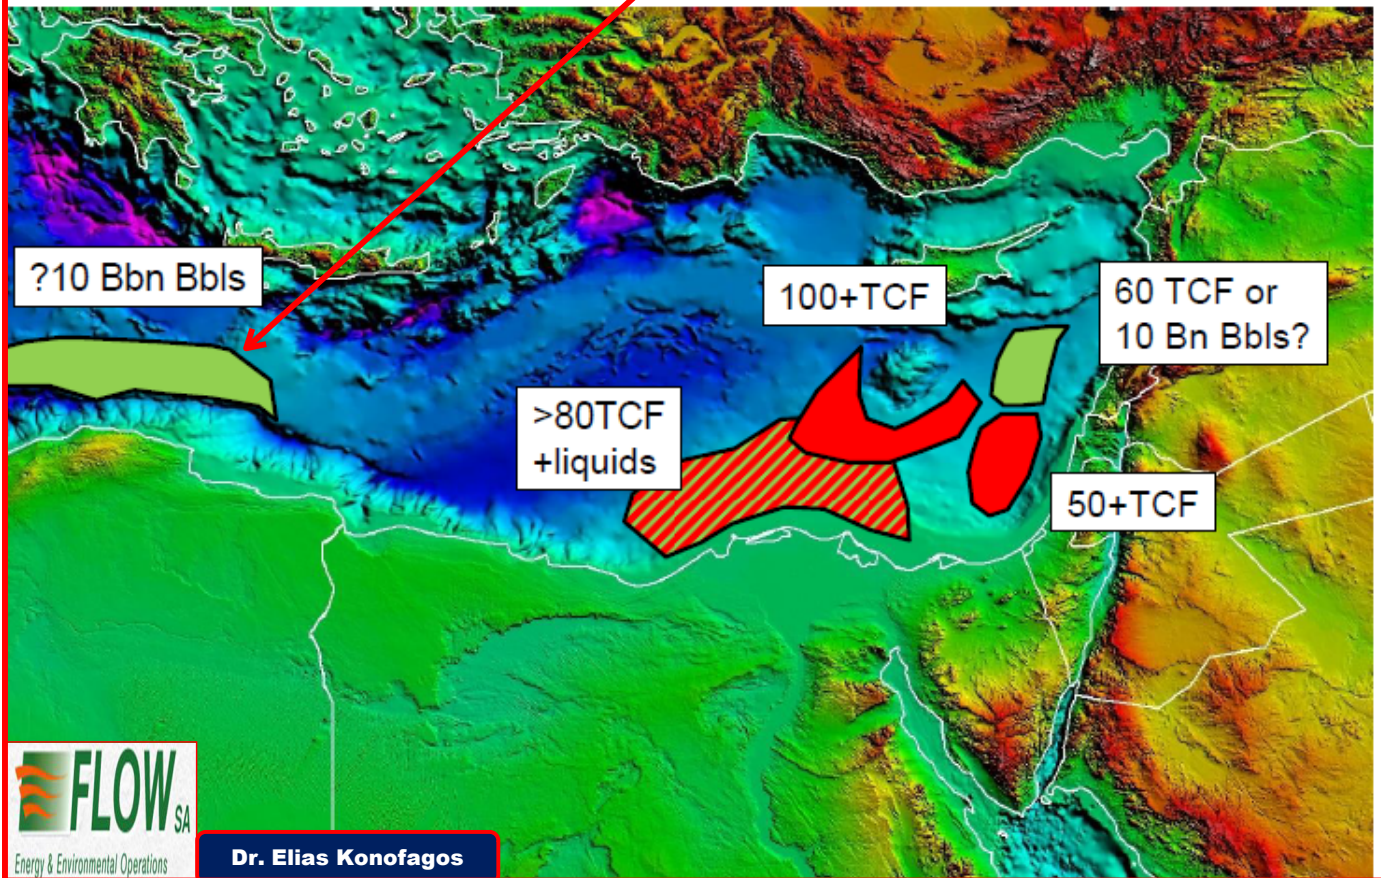 ?10 Bbn Bbls
100+TCF
60 TCF or
10 Bn Bbls?
>80TCF
+liquids
50+TCF
FLOW SA
Energy & Environmental Operations
Dr. Elias Konofagos